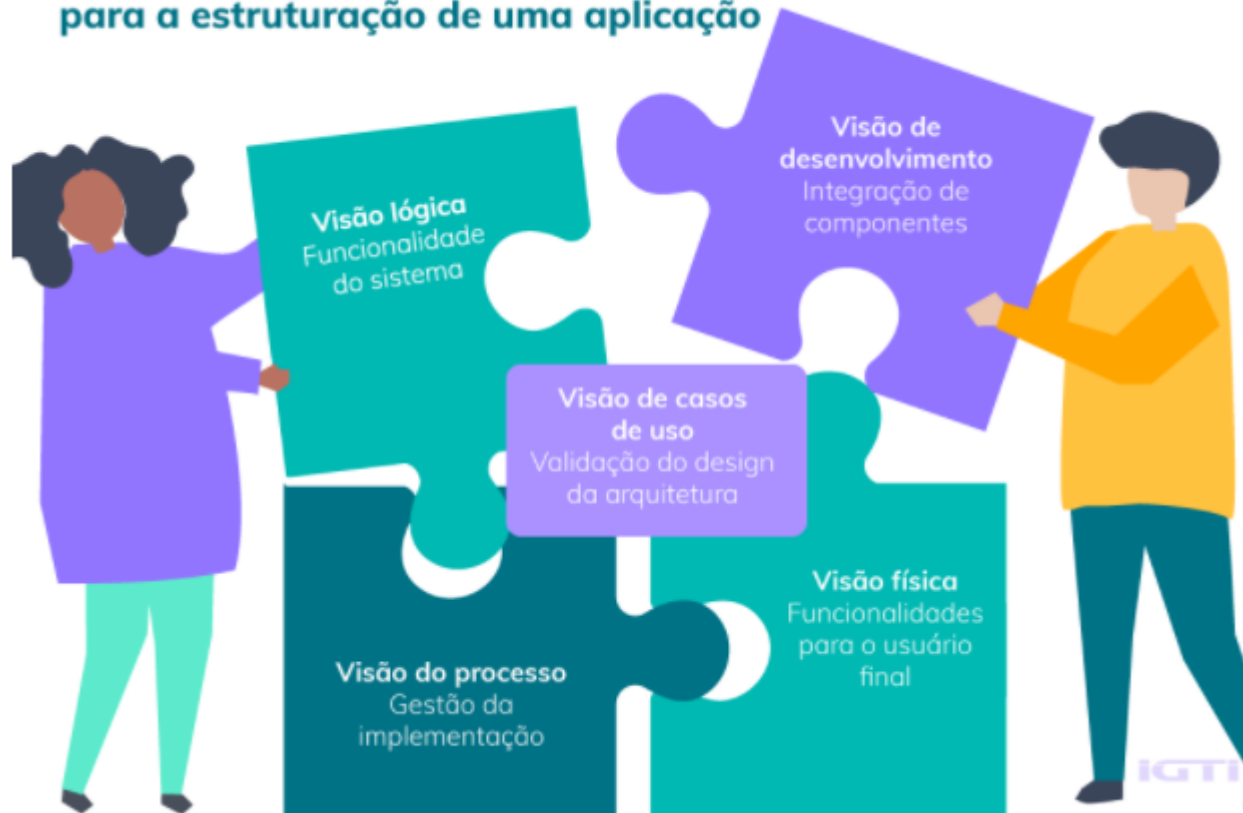 para a estruturação de uma aplicação
Visão lógica
Funcionalidade
do sistema
Visão de
desenvolvimento
Integração de
componentes
Visão de casos
de uso
Validação do design
da arquitetura
Visão do processo
Gestão da
implementação
Visão física
Funcionalidades
para o usuário
final
iGTi